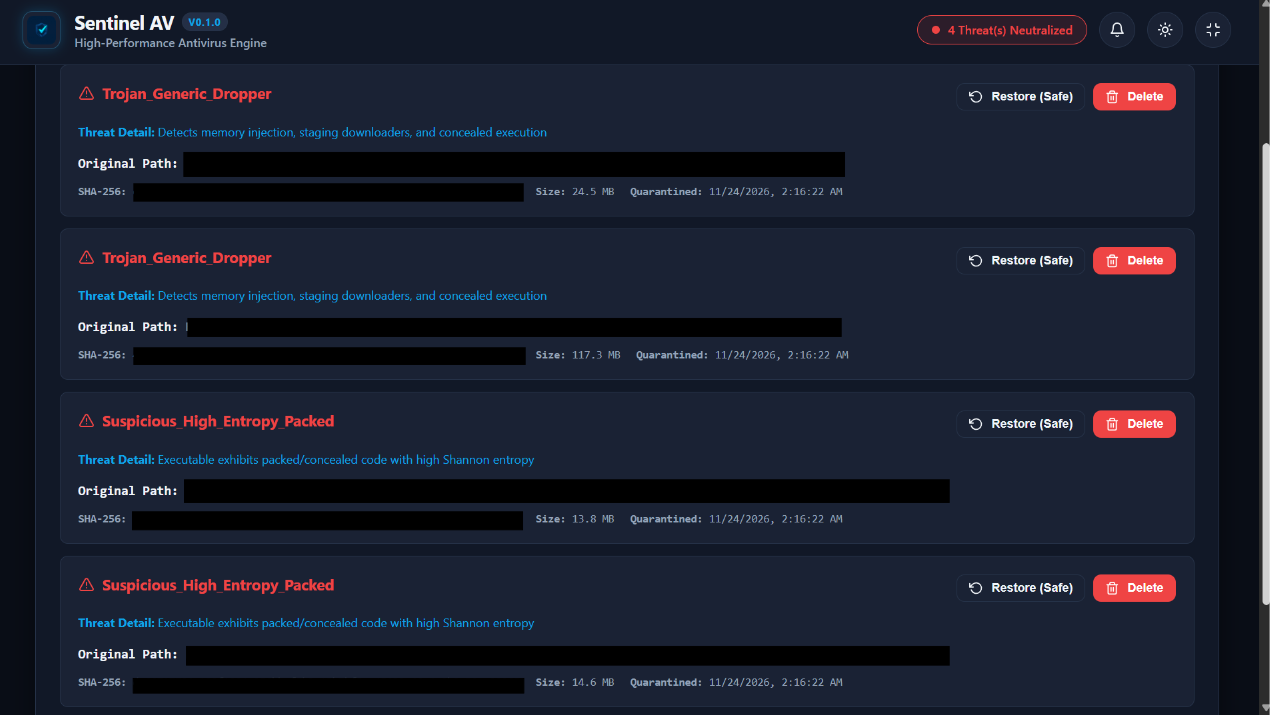 Sentinel AV V0.1.0
High-Performance Antivirus Engine
4 Threat(s) Neutralized
Trojan_Generic_Dropper
Restore (Safe)
Delete
Threat Detail: Detects memory injection, staging downloaders, and concealed execution
Original Path:
SHA-256: Size: 24.5 MB Quarantined: 11/24/2026, 2:16:22 AM
Trojan_Generic_Dropper
Restore (Safe)
Delete
Threat Detail: Detects memory injection, staging downloaders, and concealed execution
Original Path:
SHA-256: Size: 117.3 MB Quarantined: 11/24/2026, 2:16:22 AM
Suspicious_High_Entropy_Packed
Restore (Safe)
Delete
Threat Detail: Executable exhibits packed/concealed code with high Shannon entropy
Original Path:
SHA-256: Size: 13.8 MB Quarantined: 11/24/2026, 2:16:22 AM
Suspicious_High_Entropy_Packed
Restore (Safe)
Delete
Threat Detail: Executable exhibits packed/concealed code with high Shannon entropy
Original Path:
SHA-256: Size: 14.6 MB Quarantined: 11/24/2026, 2:16:22 AM